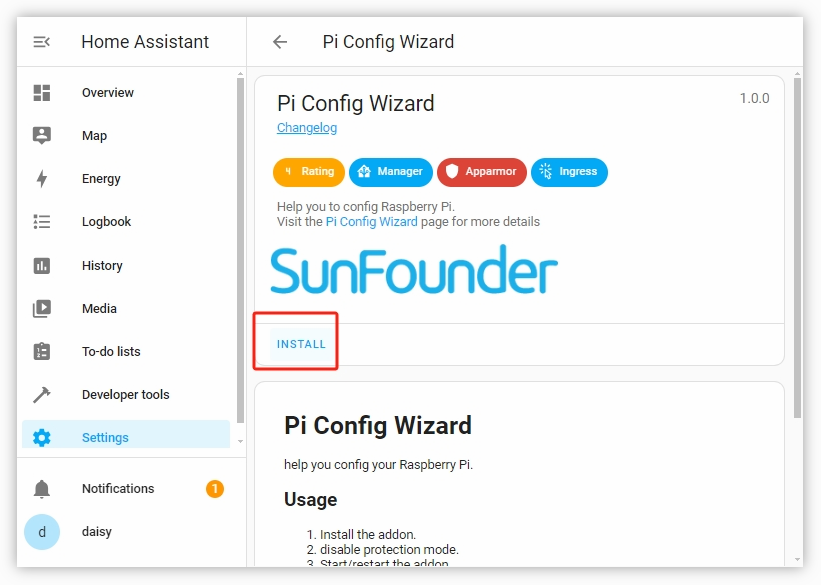 Home Assistant
Overview
Map
Energy
Logbook
History
Media
To-do lists
Developer tools
Settings
Notifications
1
d
daisy
Pi Config Wizard
Pi Config Wizard
1.0.0
Changelog
4 Rating
Manager
Apparmor
Ingress
Help you to config Raspberry Pi.
Visit the Pi Config Wizard page for more details
SunFounder
INSTALL
Pi Config Wizard
help you config your Raspberry Pi.
Usage
1. Install the addon.
2. disable protection mode.
3. Start/restart the addon